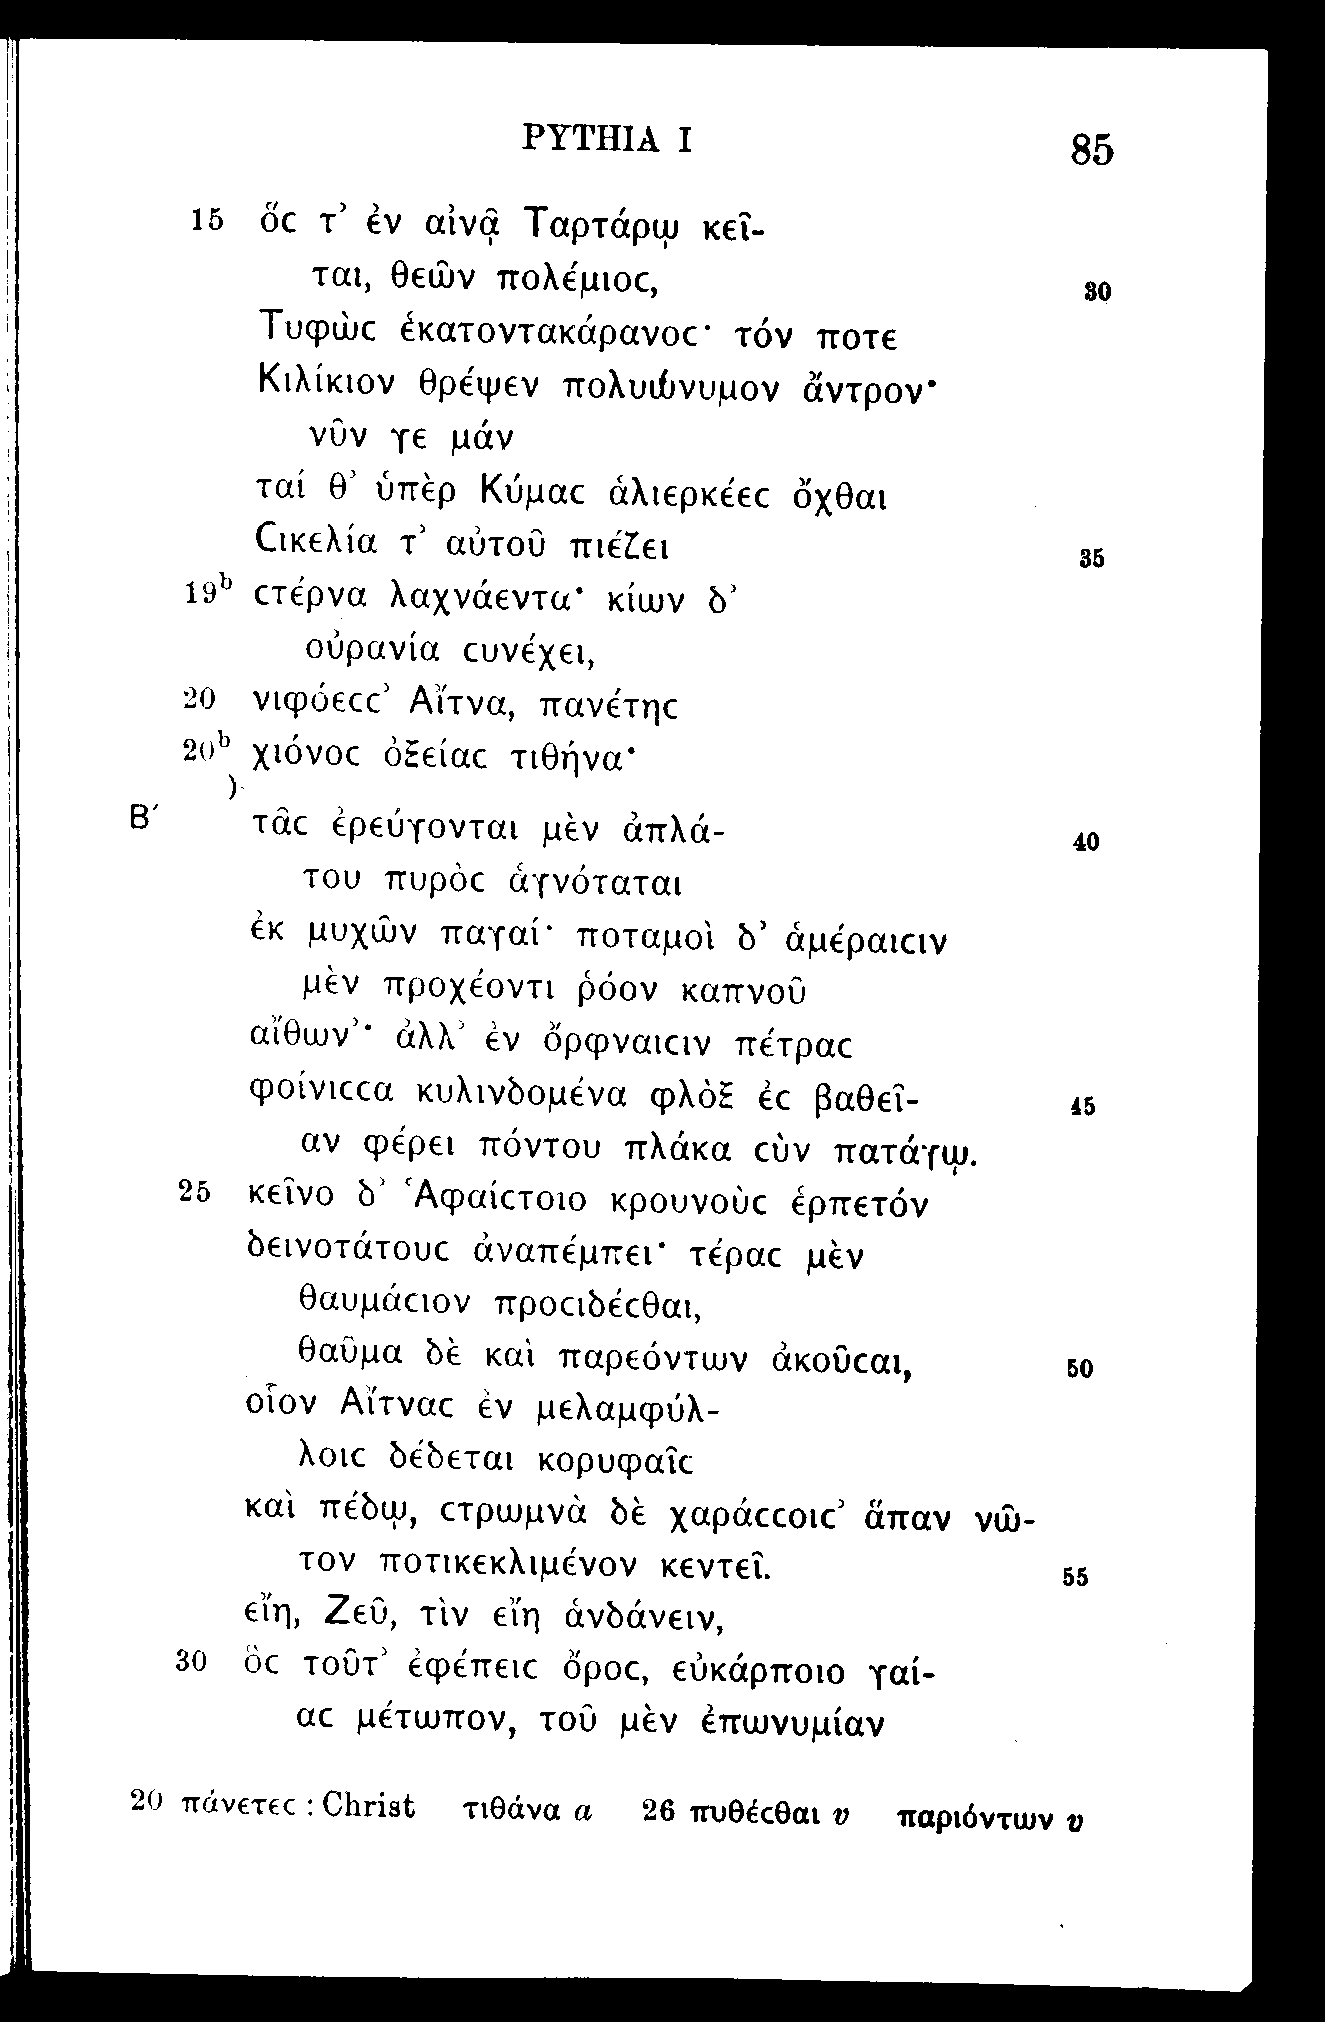 PYTHIA I 85
15 ὅϲ τ’ ἐν αἰνᾷ Ταρτάρῳ κεῖ-
ται, θεῶν πολέμιοϲ, 30
Τυφὼϲ ἑκατοντακάρανοϲ· τόν ποτε
Κιλίκιον θρέψεν πολυώνυμον ἄντρον·
νῦν γε μάν
ταί θ’ ὑπὲρ Κύμαϲ ἁλιερκέεϲ ὄχθαι
Ϲικελία τ’ αὐτοῦ πιέζει 35
19ᵇ ϲτέρνα λαχνάεντα· κίων δ’
οὐρανία ϲυνέχει,
20 νιφόεϲϲ’ Αἴτνα, πανέτηϲ
20ᵇ χιόνοϲ ὀξείαϲ τιθήνα·
)-
Β′ τᾶϲ ἐρεύγονται μὲν ἀπλά- 40
του πυρὸϲ ἁγνόταται
ἐκ μυχῶν παγαί· ποταμοὶ δ’ ἁμέραιϲιν
μὲν προχέοντι ῥόον καπνοῦ
αἴθων’· ἀλλ’ ἐν ὄρφναιϲιν πέτραϲ
φοίνιϲϲα κυλινδομένα φλὸξ ἐϲ βαθεῖ- 45
αν φέρει πόντου πλάκα ϲὺν πατάγῳ.
25 κεῖνο δ’ Ἁφαίϲτοιο κρουνοὺϲ ἑρπετόν
δεινοτάτουϲ ἀναπέμπει· τέραϲ μὲν
θαυμάϲιον προϲιδέϲθαι,
θαῦμα δὲ καὶ παρεόντων ἀκοῦϲαι, 50
οἷον Αἴτναϲ ἐν μελαμφύλ-
λοιϲ δέδεται κορυφαῖϲ
καὶ πέδῳ, ϲτρωμνὰ δὲ χαράϲϲοιϲ’ ἅπαν νῶ-
τον ποτικεκλιμένον κεντεῖ. 55
εἴη, Ζεῦ, τὶν εἴη ἁνδάνειν,
30 ὃϲ τοῦτ’ ἐφέπειϲ ὄροϲ, εὐκάρποιο γαί-
αϲ μέτωπον, τοῦ μὲν ἐπωνυμίαν
20 πάνετεϲ : Christ τιθάνα α 26 πυθέϲθαι v παριόντων v